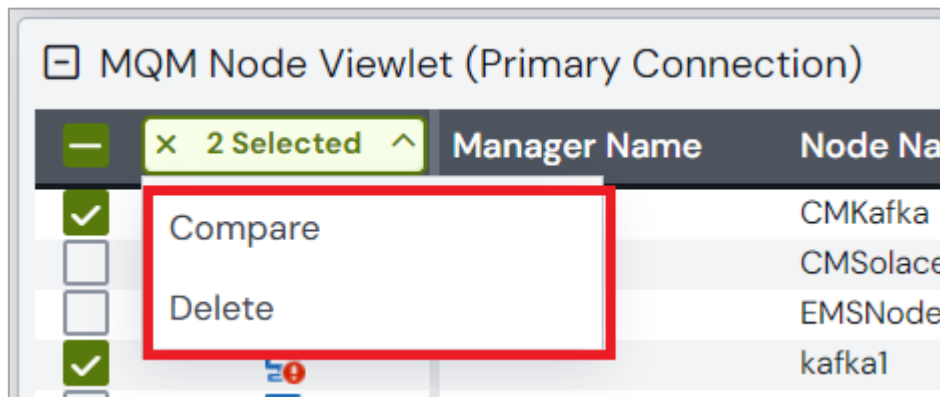 MQM Node Viewlet (Primary Connection)
2 Selected Manager Name Node Na
Compare
Delete
CMKafka
CMSolace
EMSNode
kafka1